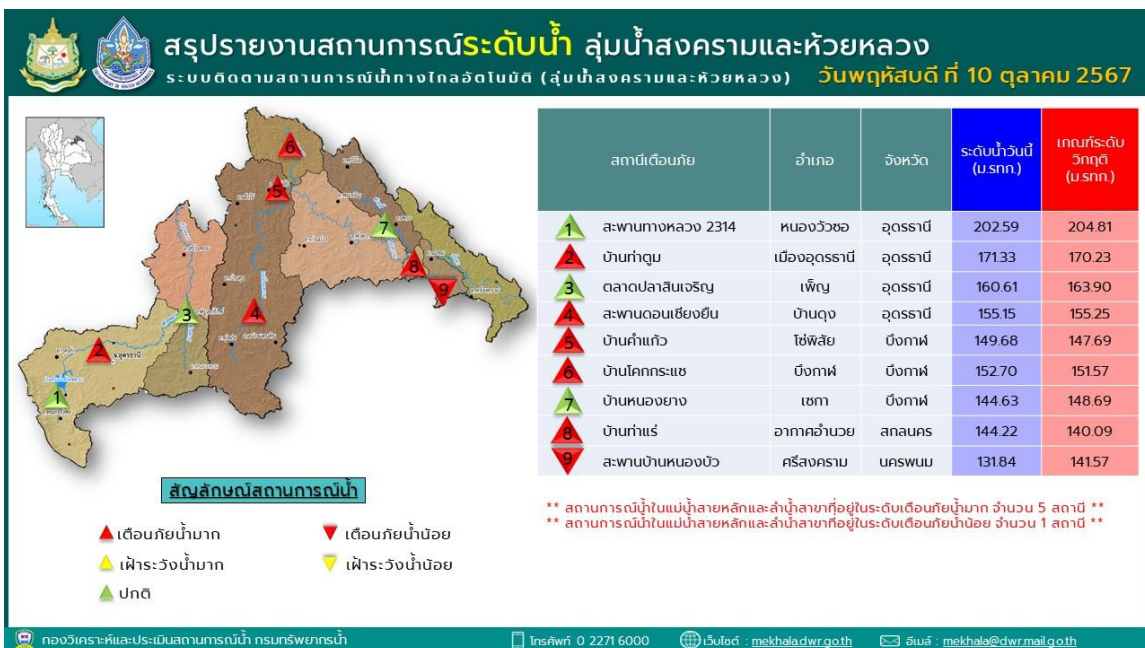 สรุปรายงานสถานการณ์ระดับน้ำ ลุ่มน้ำสงครามและห้วยหลวง
ระบบติดตามสถานการณ์น้ำทางไกลอัตโนมัติ (ลุ่มน้ำสงครามและห้วยหลวง) วันพฤหัสบดี ที่ 10 ตุลาคม 2567
สถานีเตือนภัย อำเภอ จังหวัด ระดับน้ำวันนี้ (ม.รทก.) เกณฑ์ระดับวิกฤติ (ม.รทก.)
1 สะพานทางหลวง 2314 หนองวัวซอ อุดรธานี 202.59 204.81
2 บ้านท่าตูม เมืองอุดรธานี อุดรธานี 171.33 170.23
3 ตลาดปลาสินเจริญ เพ็ญ อุดรธานี 160.61 163.90
4 สะพานดอนเชียงยืน บ้านดุง อุดรธานี 155.15 155.25
5 บ้านคำแก้ว โซ่พิสัย บึงกาฬ 149.68 147.69
6 บ้านโคกกระแซ บึงกาฬ บึงกาฬ 152.70 151.57
7 บ้านหนองยาง เซกา บึงกาฬ 144.63 148.69
8 บ้านท่าแร่ อากาศอำนวย สกลนคร 144.22 140.09
9 สะพานบ้านหนองบัว ศรีสงคราม นครพนม 131.84 141.57
6
5
7
8
9
3
4
2
จ.อุดรธานี
1
** สถานการณ์น้ำในแม่น้ำสายหลักและลำน้ำสาขาที่อยู่ในระดับเตือนภัยน้ำมาก จำนวน 5 สถานี **
** สถานการณ์น้ำในแม่น้ำสายหลักและลำน้ำสาขาที่อยู่ในระดับเตือนภัยน้ำน้อย จำนวน 1 สถานี **
สัญลักษณ์สถานการณ์น้ำ
เตือนภัยน้ำมาก เตือนภัยน้ำน้อย
เฝ้าระวังน้ำมาก เฝ้าระวังน้ำน้อย
ปกติ
กองวิเคราะห์และประเมินสถานการณ์น้ำ กรมทรัพยากรน้ำ โทรศัพท์ 0 2271 6000 เว็บไซต์ : mekhala.dwr.go.th อีเมล์ : mekhala@dwr.mail.go.th